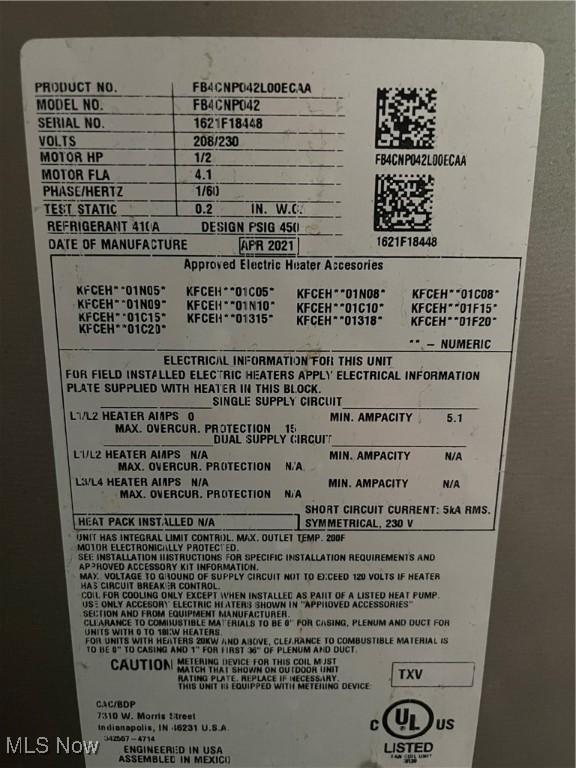 PRODUCT NO. FB4CNP042L00ECAA
MODEL NO. FB4CNP042
SERIAL NO. 1621F18448
VOLTS 208/230
MOTOR HP 1/2
MOTOR FLA 4.1
PHASE/HERTZ 1/60
TEST STATIC 0.2 IN. W.C.
REFRIGERANT 410A DESIGN PSIG 450
DATE OF MANUFACTURE APR 2021
FB4CNP042L00ECAA
1621F18448
Approved Electric Heater Accesories
KFCEH**01N05* KFCEH**01C05* KFCEH**01N08* KFCEH**01C08*
KFCEH**01N09* KFCEH**01N10* KFCEH**01C10* KFCEH**01F15*
KFCEH**01C15* KFCEH**01315* KFCEH**01318* KFCEH**01F20*
KFCEH**01C20*
** - NUMERIC
ELECTRICAL INFORMATION FOR THIS UNIT
FOR FIELD INSTALLED ELECTRIC HEATERS APPLY ELECTRICAL INFORMATION
PLATE SUPPLIED WITH HEATER IN THIS BLOCK.
SINGLE SUPPLY CIRCUIT
L1/L2 HEATER AMPS 0 MIN. AMPACITY 5.1
MAX. OVERCUR. PROTECTION 15
DUAL SUPPLY CIRCUIT
L1/L2 HEATER AMPS N/A MIN. AMPACITY N/A
MAX. OVERCUR. PROTECTION N/A
L3/L4 HEATER AMPS N/A MIN. AMPACITY N/A
MAX. OVERCUR. PROTECTION N/A
SHORT CIRCUIT CURRENT: 5kA RMS.
HEAT PACK INSTALLED N/A SYMMETRICAL, 230 V
UNIT HAS INTEGRAL LIMIT CONTROL. MAX. OUTLET TEMP. 200F
MOTOR ELECTRONICALLY PROTECTED.
SEE INSTALLATION INSTRUCTIONS FOR SPECIFIC INSTALLATION REQUIREMENTS AND
APPROVED ACCESSORY KIT INFORMATION.
MAX. VOLTAGE TO GROUND OF SUPPLY CIRCUIT NOT TO EXCEED 120 VOLTS IF HEATER
HAS CIRCUIT BREAKER CONTROL.
COIL FOR COOLING ONLY EXCEPT WHEN INSTALLED AS PART OF A LISTED HEAT PUMP.
USE ONLY ACCESORY ELECTRIC HEATERS SHOWN IN "APPROVED ACCESSORIES"
SECTION AND FROM EQUIPMENT MANUFACTURER.
CLEARANCE TO COMBUSTIBLE MATERIALS TO BE 0" FOR CASING, PLENUM AND DUCT FOR
UNITS WITH 0 TO 18KW HEATERS.
FOR UNITS WITH HEATERS 20KW AND ABOVE, CLEARANCE TO COMBUSTIBLE MATERIAL IS
TO BE 0" TO CASING AND 1" FOR FIRST 36" OF PLENUM AND DUCT.
CAUTION METERING DEVICE FOR THIS COIL MUST
MATCH THAT SHOWN ON OUTDOOR UNIT
RATING PLATE. REPLACE IF NECESSARY.
THIS UNIT IS EQUIPPED WITH METERING DEVICE: TXV
CAC/BDP
7310 W. Morris Street
Indianapolis, IN 46231 U.S.A.
342557-4714
ENGINEERED IN USA
ASSEMBLED IN MEXICO
C UL US
LISTED
FAN COIL UNIT
MLS Now